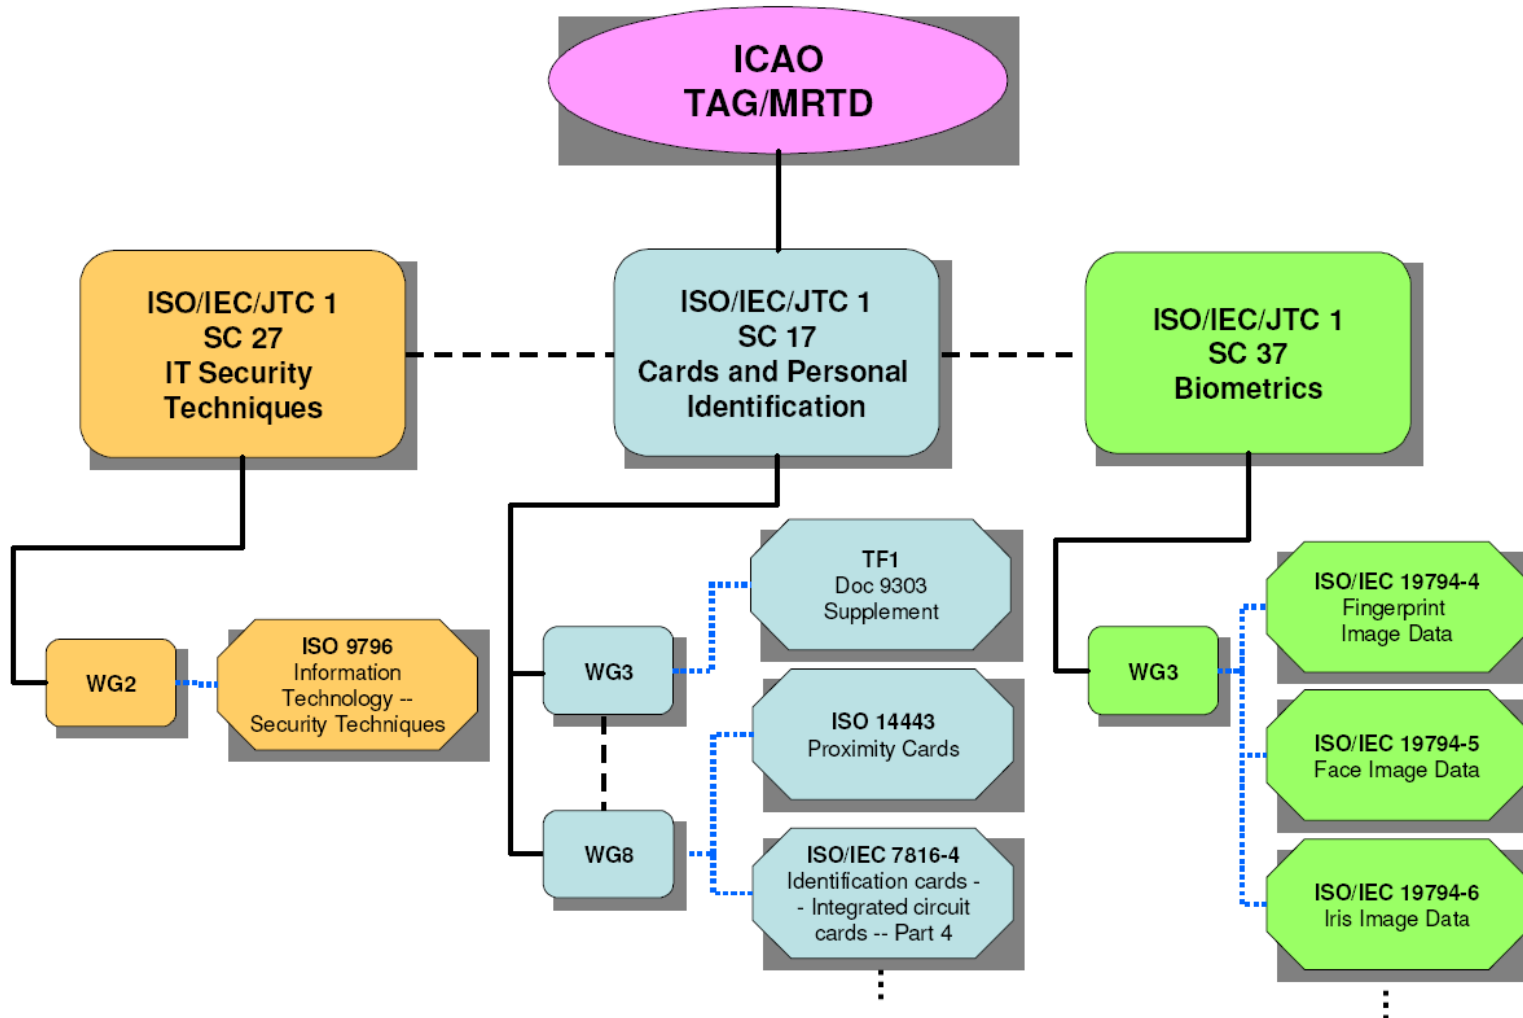 ICAO
TAG/MRTD
ISO/IEC/JTC 1
SC 27
IT Security
Techniques
ISO/IEC/JTC 1
SC 17
Cards and Personal
Identification
ISO/IEC/JTC 1
SC 37
Biometrics
WG2
ISO 9796
Information
Technology --
Security Techniques
WG3
TF1
Doc 9303
Supplement
ISO 14443
Proximity Cards
WG8
ISO/IEC 7816-4
Identification cards -
- Integrated circuit
cards -- Part 4
WG3
ISO/IEC 19794-4
Fingerprint
Image Data
ISO/IEC 19794-5
Face Image Data
ISO/IEC 19794-6
Iris Image Data